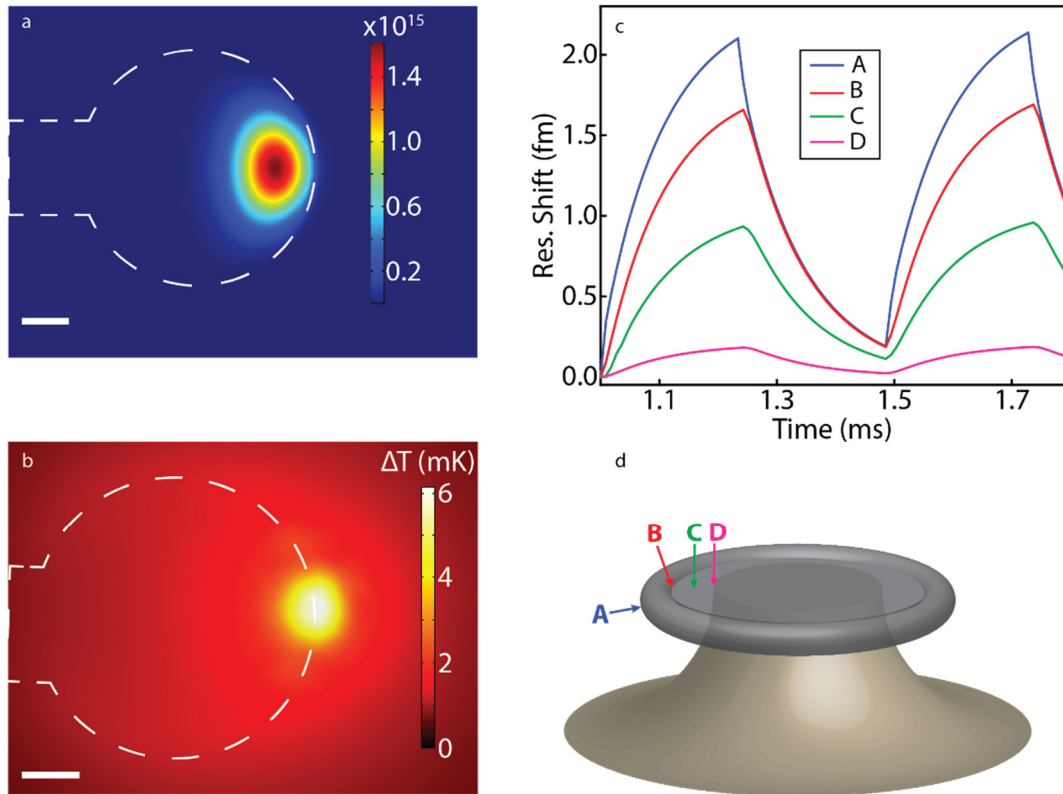 a
x10¹⁵
1.4
1.0
0.6
0.2
b
ΔT (mK)
6
4
2
0
c
A
B
C
D
Res. Shift (fm)
2.0
1.5
1.0
0.5
0.0
1.1 1.3 1.5 1.7
Time (ms)
d
B C D
A